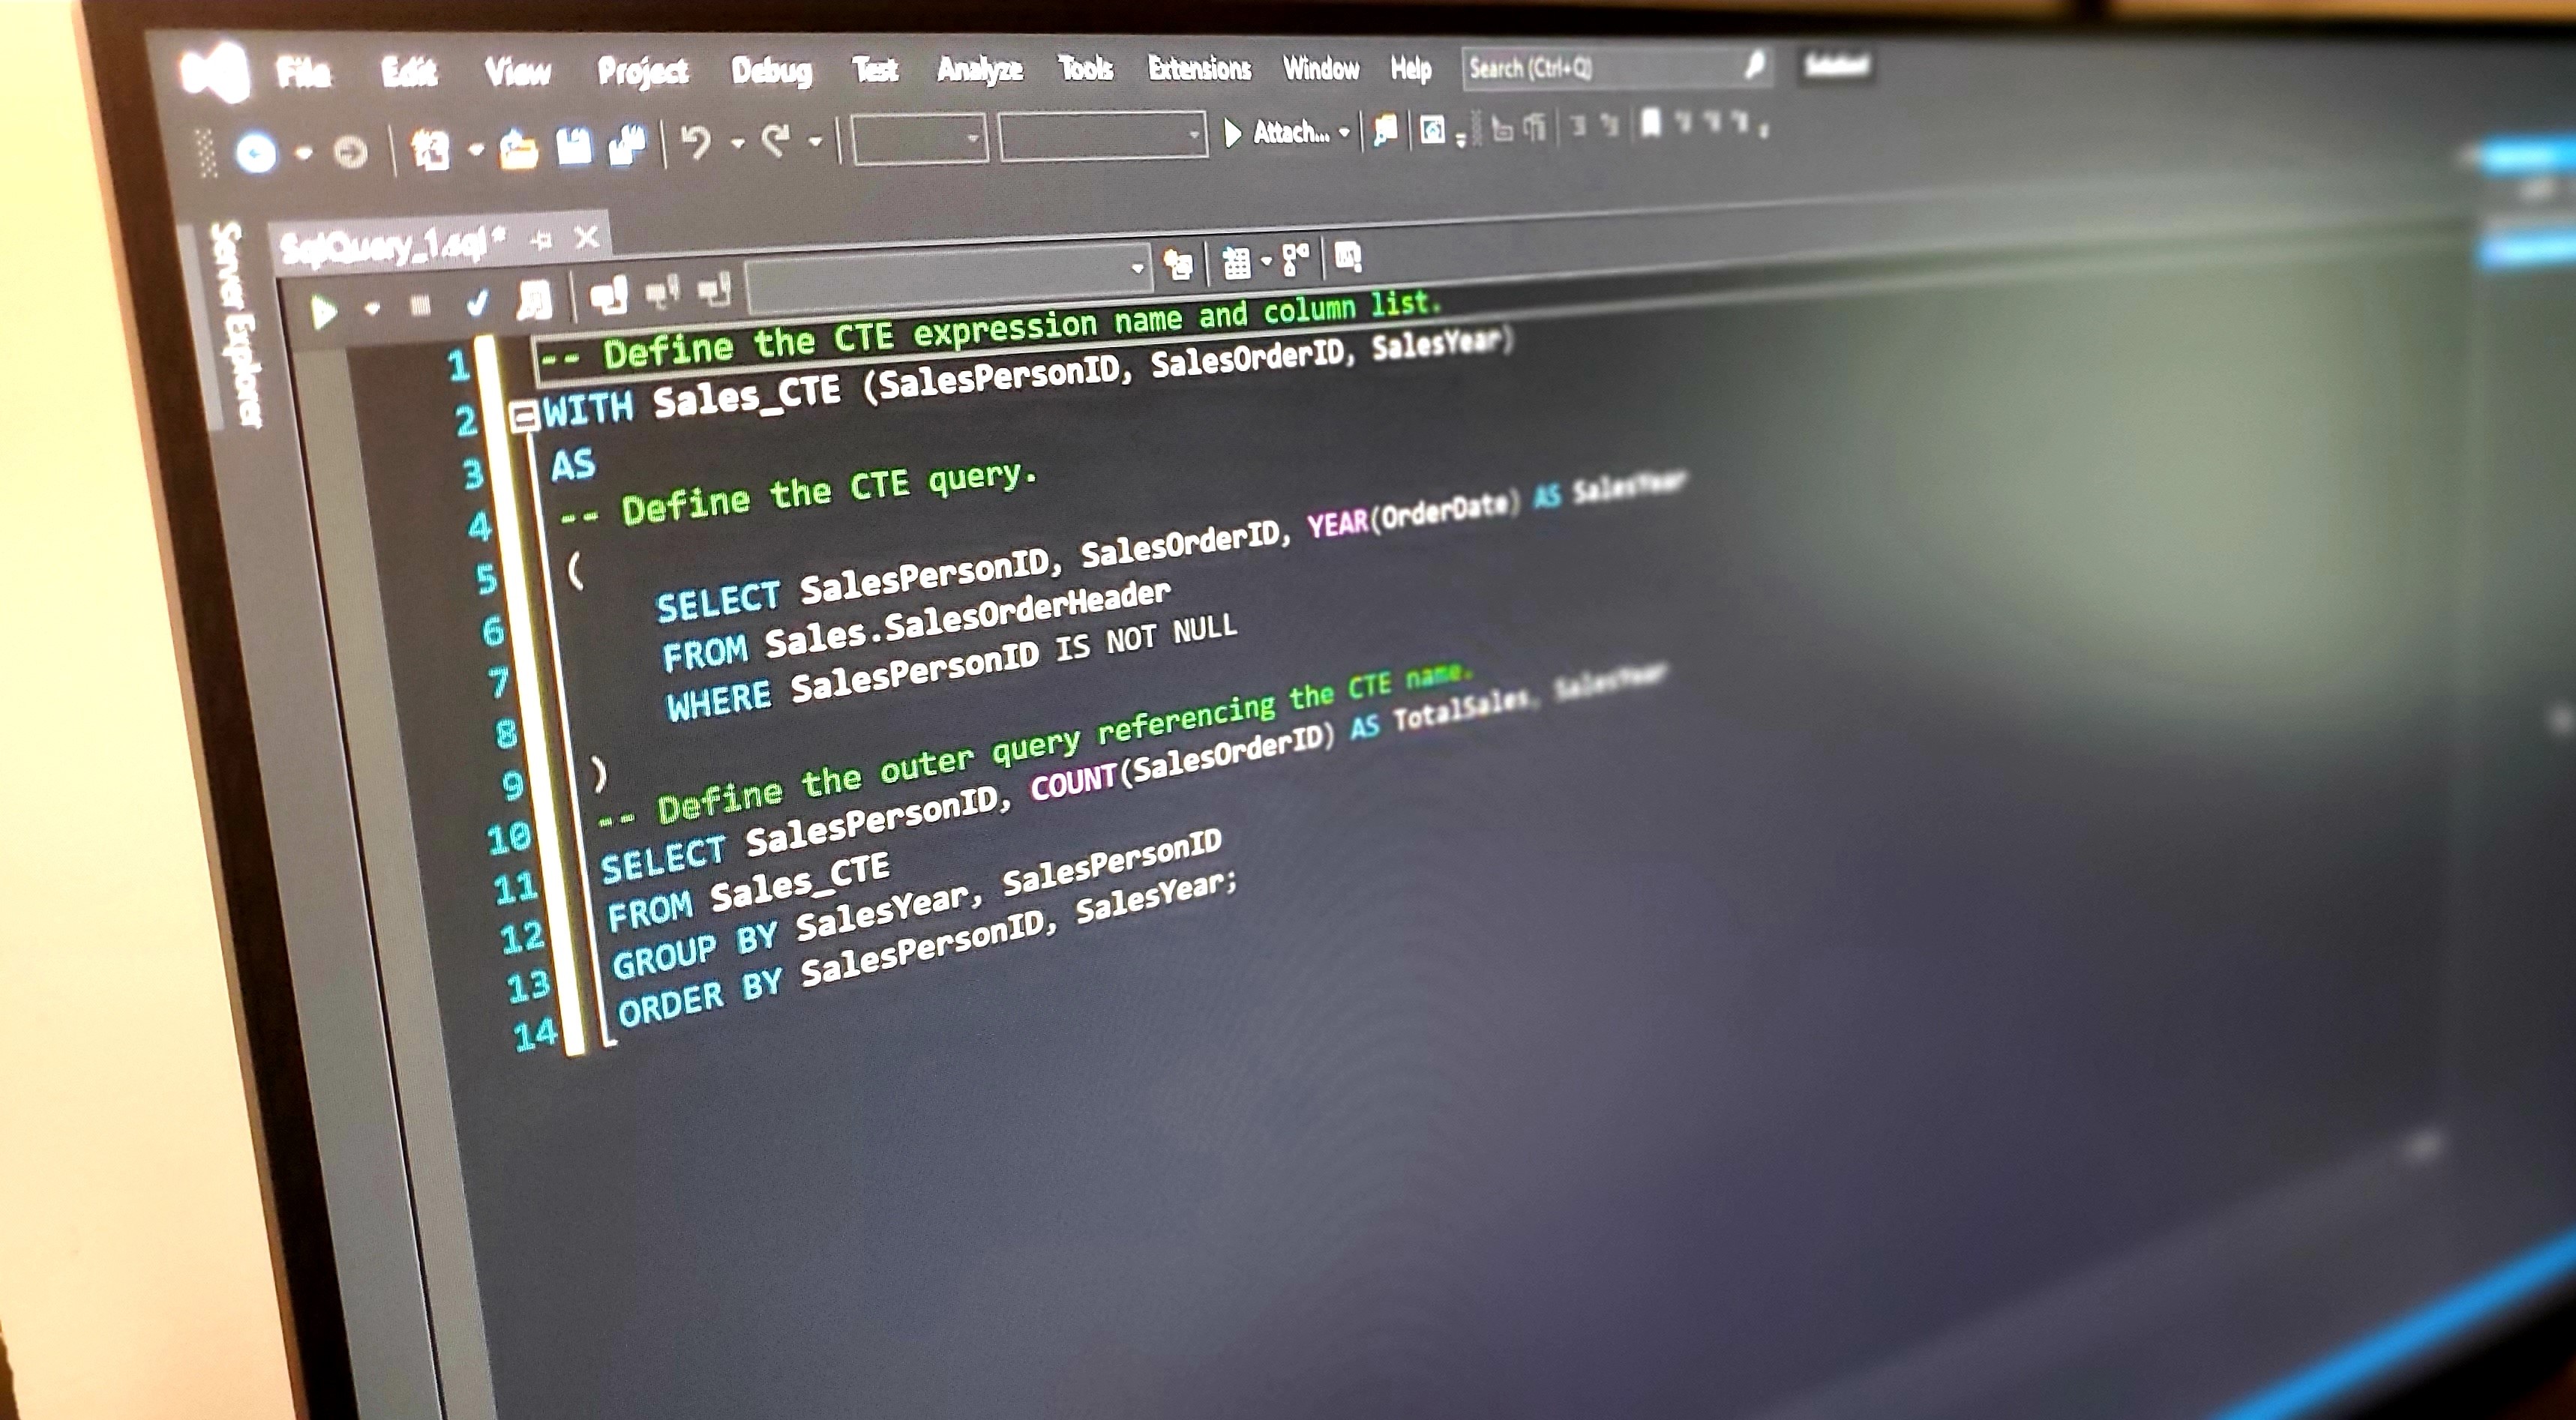 File Edit View Project Debug Test Analyze Tools Extensions Window Help Search (Ctrl+Q)
Attach...
Server Explorer
SqlQuery_1.sql*
1 -- Define the CTE expression name and column list.
2 WITH Sales_CTE (SalesPersonID, SalesOrderID, SalesYear)
3 AS
4 -- Define the CTE query.
5 (
6 SELECT SalesPersonID, SalesOrderID, YEAR(OrderDate) AS SalesYear
7 FROM Sales.SalesOrderHeader
8 WHERE SalesPersonID IS NOT NULL
9 )
10 -- Define the outer query referencing the CTE name.
11 SELECT SalesPersonID, COUNT(SalesOrderID) AS TotalSales, SalesYear
12 FROM Sales_CTE
13 GROUP BY SalesYear, SalesPersonID
14 ORDER BY SalesPersonID, SalesYear;